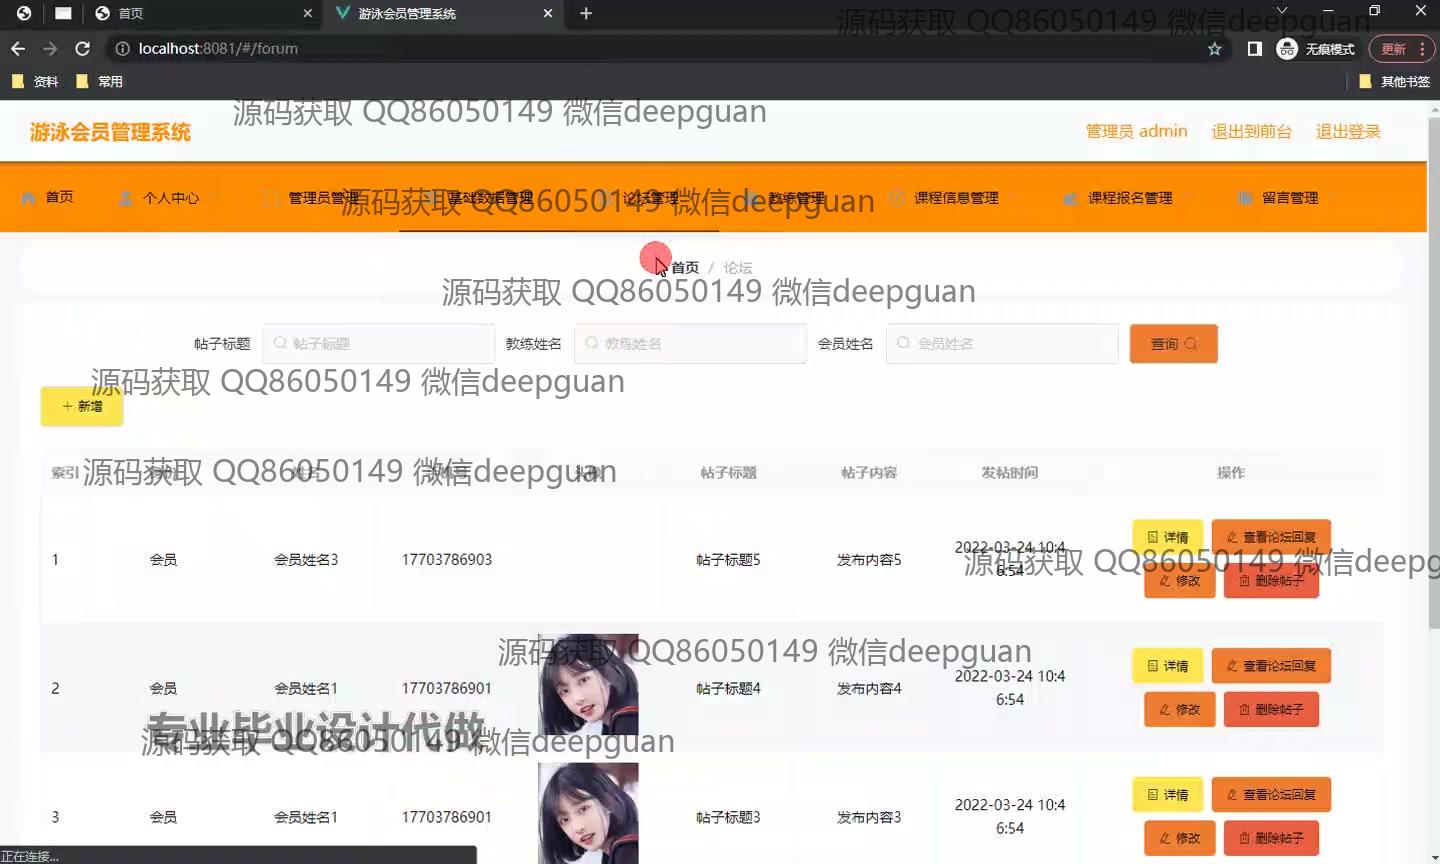 首页
游泳会员管理系统
localhost:8081/#/forum
无痕模式
更新
资料
常用
其他书签
源码获取 QQ86050149 微信deepguan
源码获取 QQ86050149 微信deepguan
游泳会员管理系统
管理员 admin
退出到前台
退出登录
首页
个人中心
管理员管理
基础数据管理
论坛管理
教练管理
课程信息管理
课程报名管理
留言管理
源码获取 QQ86050149 微信deepguan
首页 / 论坛
源码获取 QQ86050149 微信deepguan
帖子标题
帖子标题
教练姓名
教练姓名
会员姓名
会员姓名
查询
源码获取 QQ86050149 微信deepguan
+ 新增
索引
帖子标题
帖子内容
发帖时间
操作
源码获取 QQ86050149 微信deepguan
1 会员 会员姓名3 17703786903 帖子标题5 发布内容5 2022-03-24 10:4
6:54
详情
查看论坛回复
修改
删除帖子
源码获取 QQ86050149 微信deepg
2 会员 会员姓名1 17703786901 帖子标题4 发布内容4 2022-03-24 10:4
6:54
详情
查看论坛回复
修改
删除帖子
源码获取 QQ86050149 微信deepguan
专业毕业设计代做
源码获取 QQ86050149 微信deepguan
3 会员 会员姓名1 17703786901 帖子标题3 发布内容3 2022-03-24 10:4
6:54
详情
查看论坛回复
修改
删除帖子
正在连接...